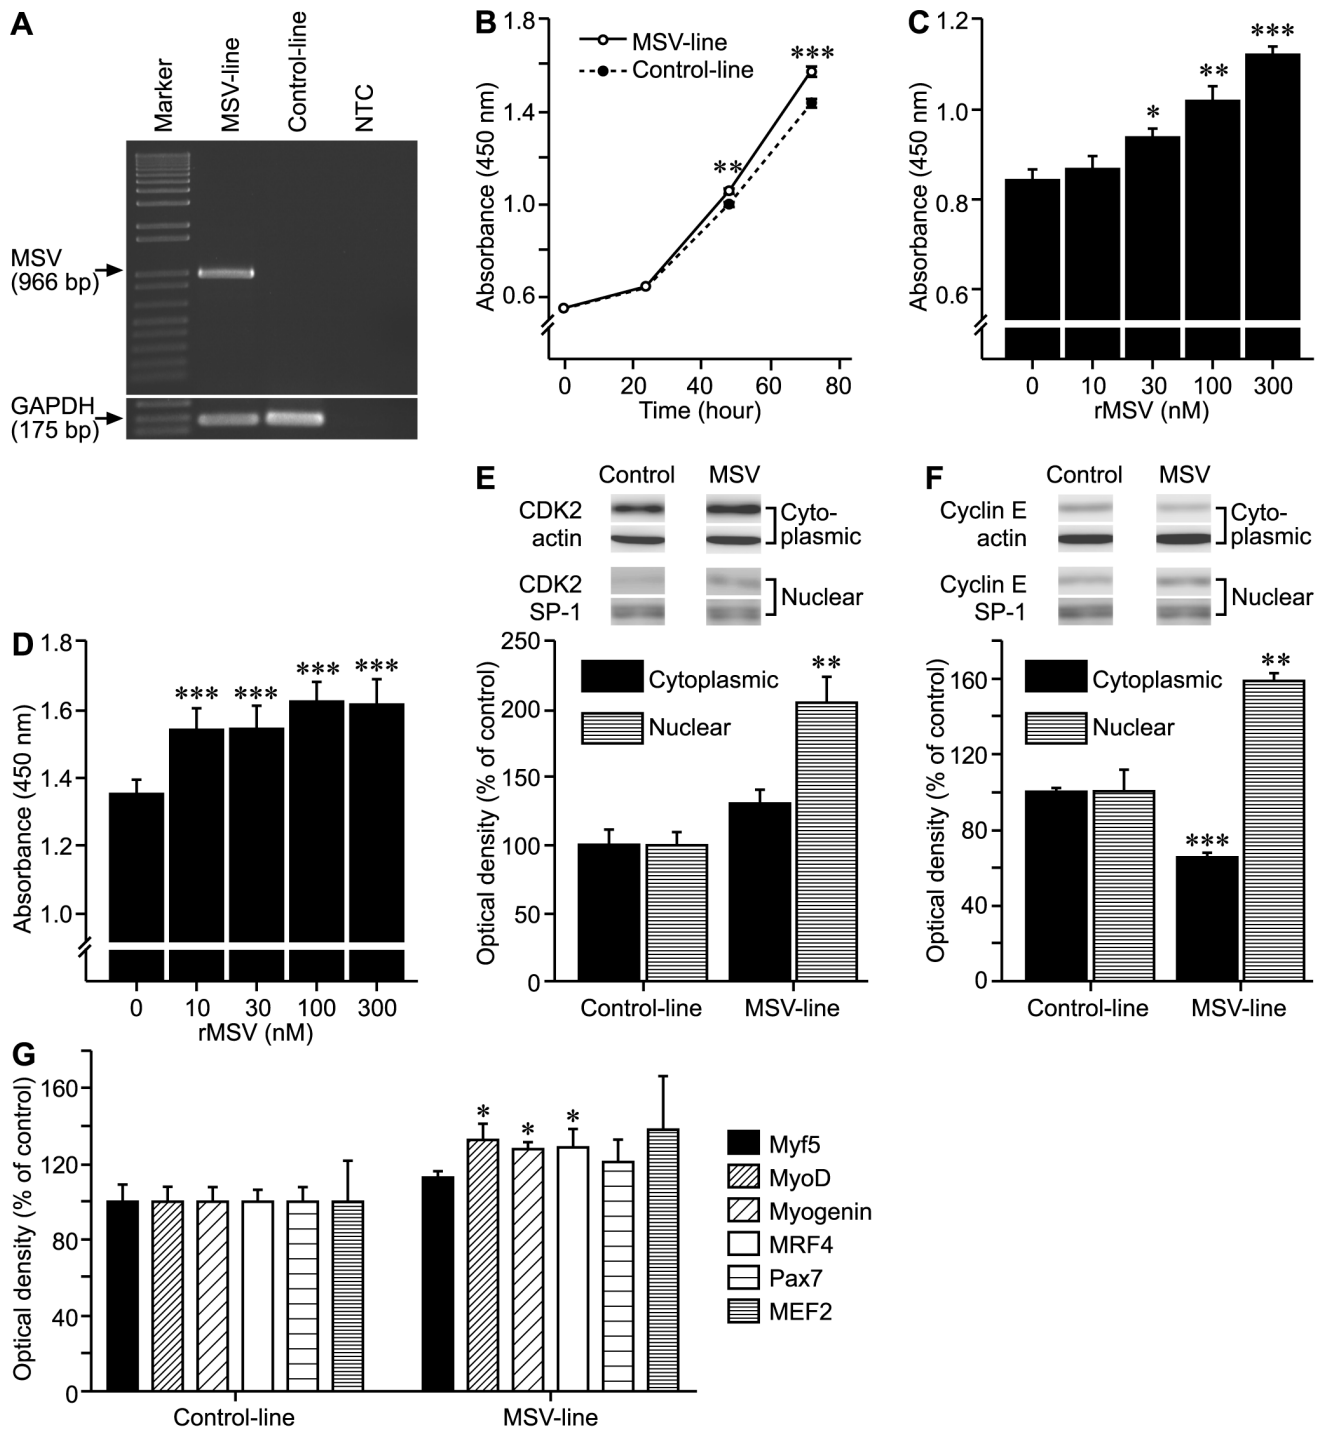 A
Marker
MSV-line
Control-line
NTC
MSV
(966 bp)
GAPDH
(175 bp)
B
Absorbance (450 nm)
1.8
1.4
1.0
0.6
MSV-line
Control-line
**
***
0 20 40 60 80
Time (hour)
C
Absorbance (450 nm)
1.2
1.0
0.8
0.6
*
**
***
0 10 30 100 300
rMSV (nM)
D
Absorbance (450 nm)
1.8
1.6
1.4
1.2
1.0
***
***
***
***
0 10 30 100 300
rMSV (nM)
E
Control MSV
CDK2
actin
Cyto-
plasmic
CDK2
SP-1
Nuclear
Optical density (% of control)
250
200
150
100
50
0
Cytoplasmic
Nuclear
**
Control-line MSV-line
F
Control MSV
Cyclin E
actin
Cyto-
plasmic
Cyclin E
SP-1
Nuclear
Optical density (% of control)
160
120
80
40
0
Cytoplasmic
Nuclear
***
**
Control-line MSV-line
G
Optical density (% of control)
160
120
80
40
0
*
*
*
Control-line MSV-line
Myf5
MyoD
Myogenin
MRF4
Pax7
MEF2